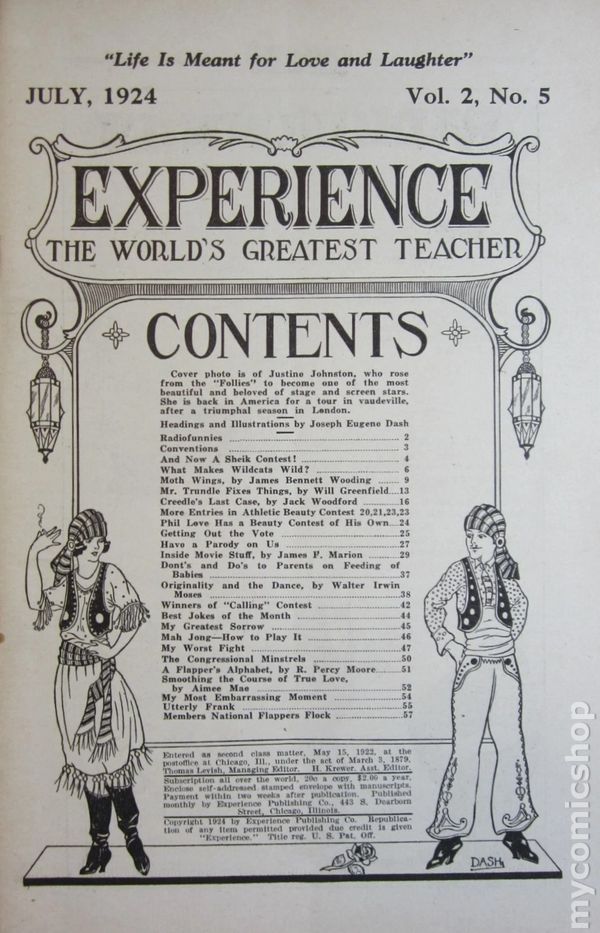 "Life Is Meant for Love and Laughter"
JULY, 1924 Vol. 2, No. 5
EXPERIENCE
THE WORLD'S GREATEST TEACHER
CONTENTS
Cover photo is of Justine Johnston, who rose
from the "Follies" to become one of the most
beautiful and beloved of stage and screen stars.
She is back in America for a tour in vaudeville,
after a triumphal season in London.
Headings and Illustrations by Joseph Eugene Dash
Radiofunnies 2
Conventions 3
And Now A Sheik Contest! 4
What Makes Wildcats Wild? 6
Moth Wings, by James Bennett Wooding 9
Mr. Trundle Fixes Things, by Will Greenfield 13
Creedle's Last Case, by Jack Woodford 16
More Entries in Athletic Beauty Contest 20,21,23,23
Phil Love Has a Beauty Contest of His Own 24
Getting Out the Vote 25
Have a Parody on Us 27
Inside Movie Stuff, by James F. Marion 29
Dont's and Do's to Parents on Feeding of
Babies 37
Originality and the Dance, by Walter Irwin
Moses 38
Winners of "Calling" Contest 42
Best Jokes of the Month 44
My Greatest Sorrow 45
Mah Jong—How to Play It 46
My Worst Fight 47
The Congressional Minstrels 50
A Flapper's Alphabet, by R. Percy Moore 51
Smoothing the Course of True Love,
by Aimee Mae 52
My Most Embarrassing Moment 54
Utterly Frank 55
Members National Flappers Flock 57
Entered as second class matter, May 15, 1922, at the
postoffice at Chicago, Ill., under the act of March 3, 1879.
Thomas Levish, Managing Editor. H. Krewer, Asst. Editor.
Subscription all over the world, 20c a copy, $2.00 a year.
Enclose self-addressed stamped envelope with manuscripts.
Payment within two weeks after publication. Published
monthly by Experience Publishing Co., 443 S. Dearborn
Street, Chicago, Illinois.
Copyright 1924 by Experience Publishing Co. Republica-
tion of any item permitted provided due credit is given
"Experience." Title reg. U. S. Pat. Off.
DASH
mycomicshop